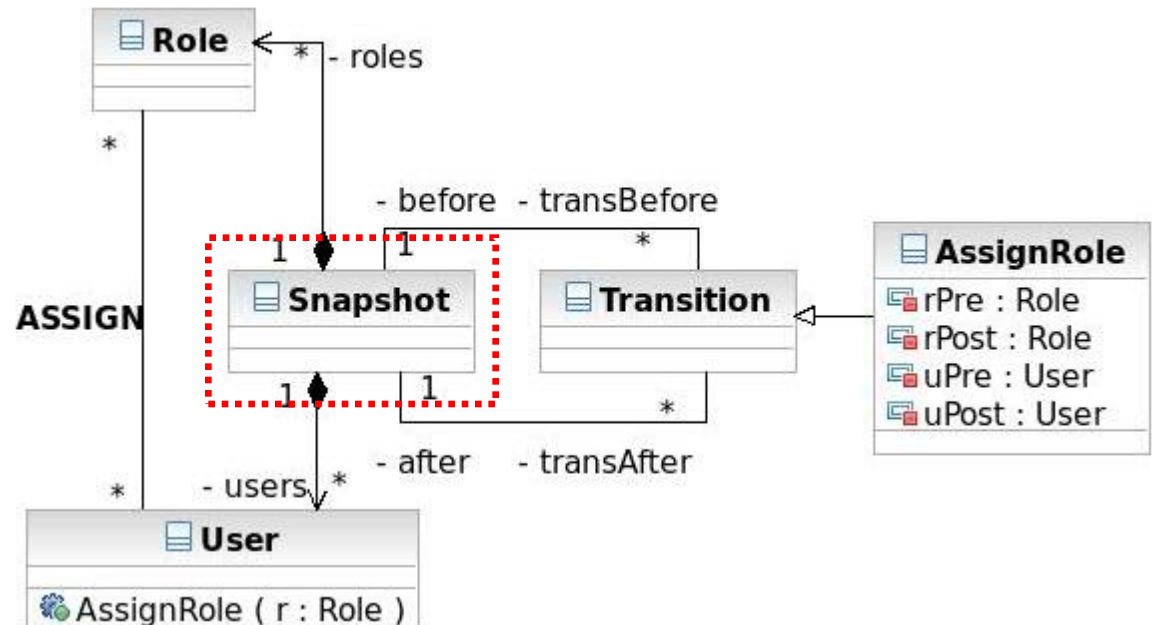 Role
* - roles
*
- before - transBefore
1 1 *
AssignRole
Snapshot Transition
rPre : Role
ASSIGN
rPost : Role
uPre : User
1 1 *
uPost : User
- after - transAfter
* - users *
User
AssignRole ( r : Role )